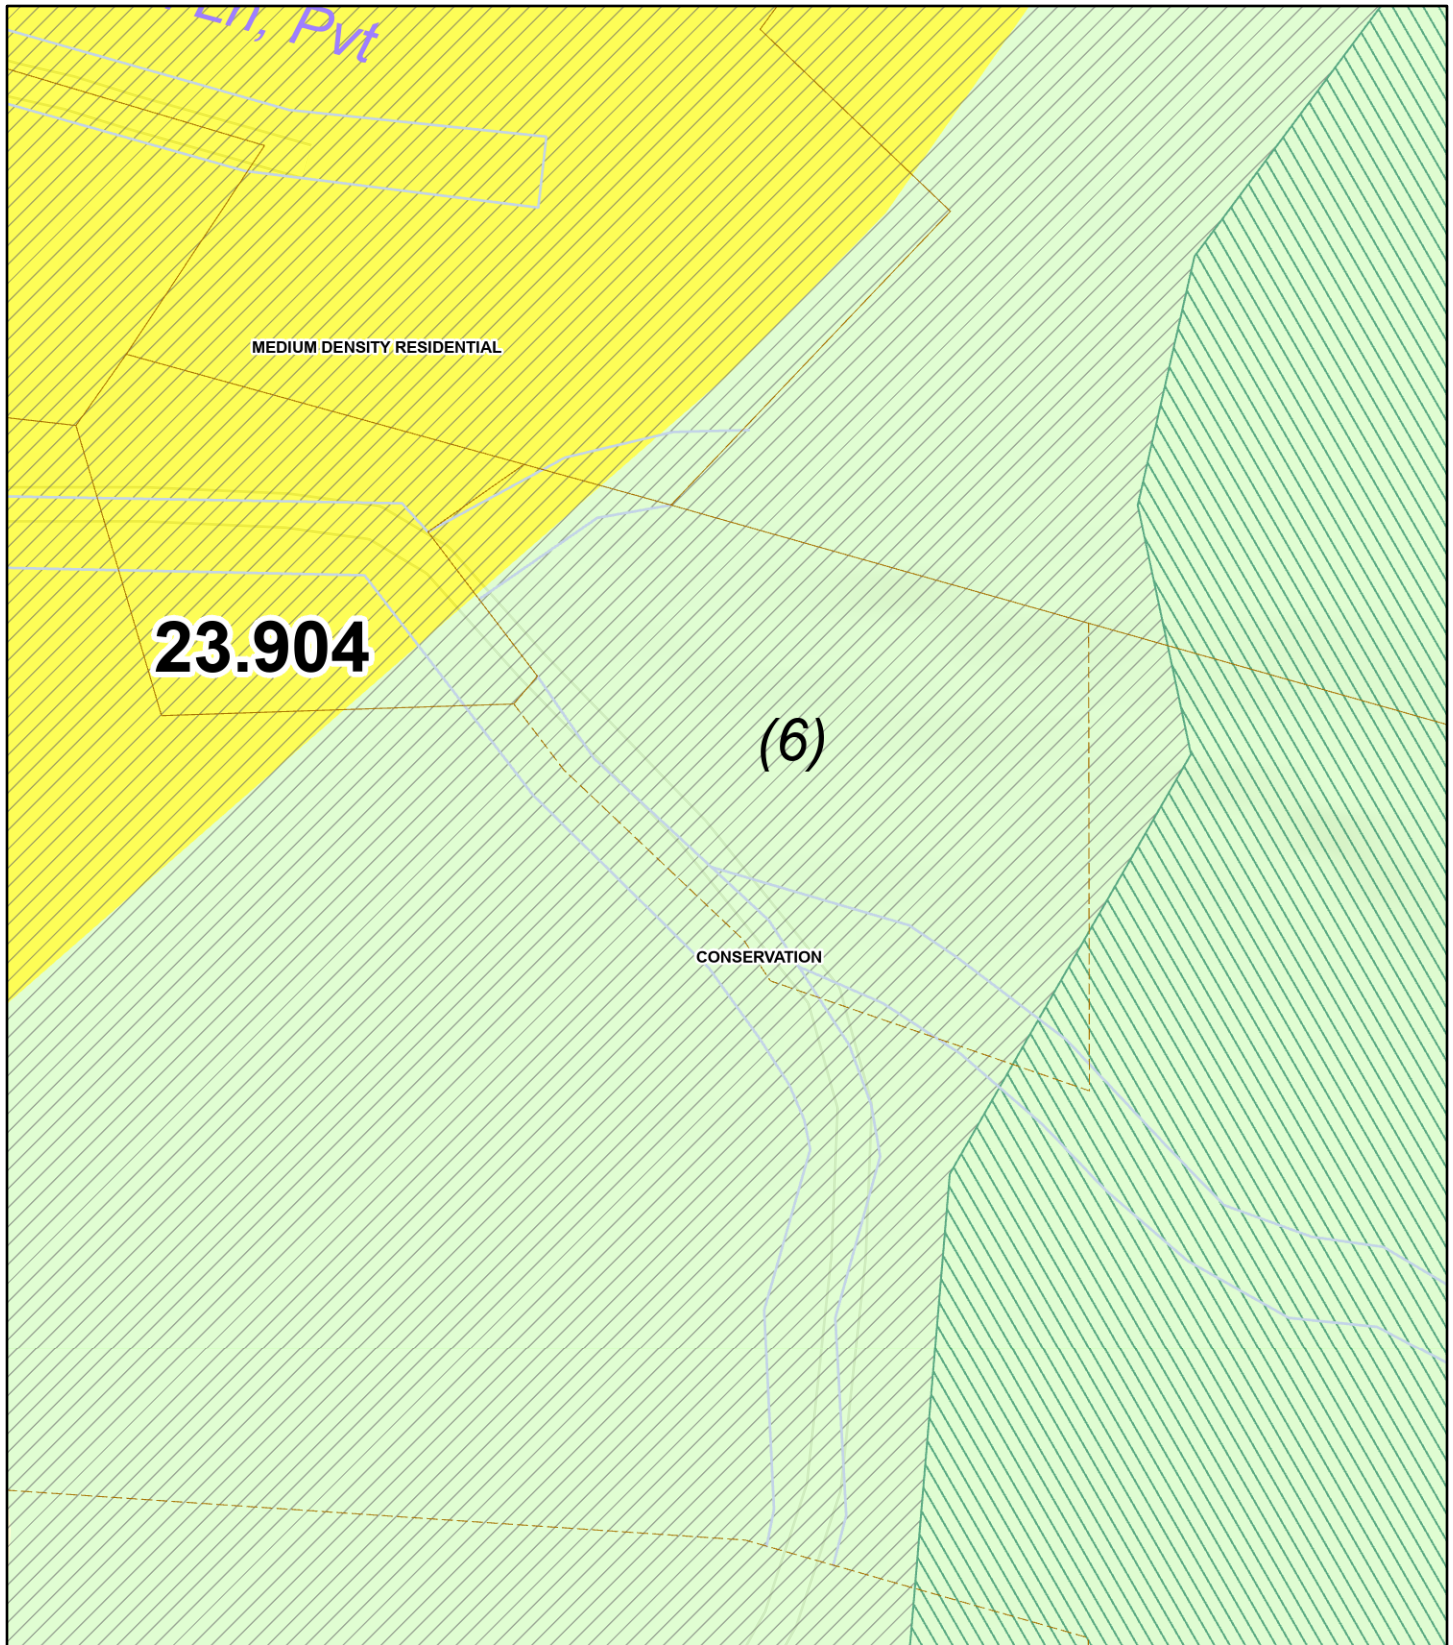 Ln, Pvt
MEDIUM DENSITY RESIDENTIAL
23.904
(6)
CONSERVATION